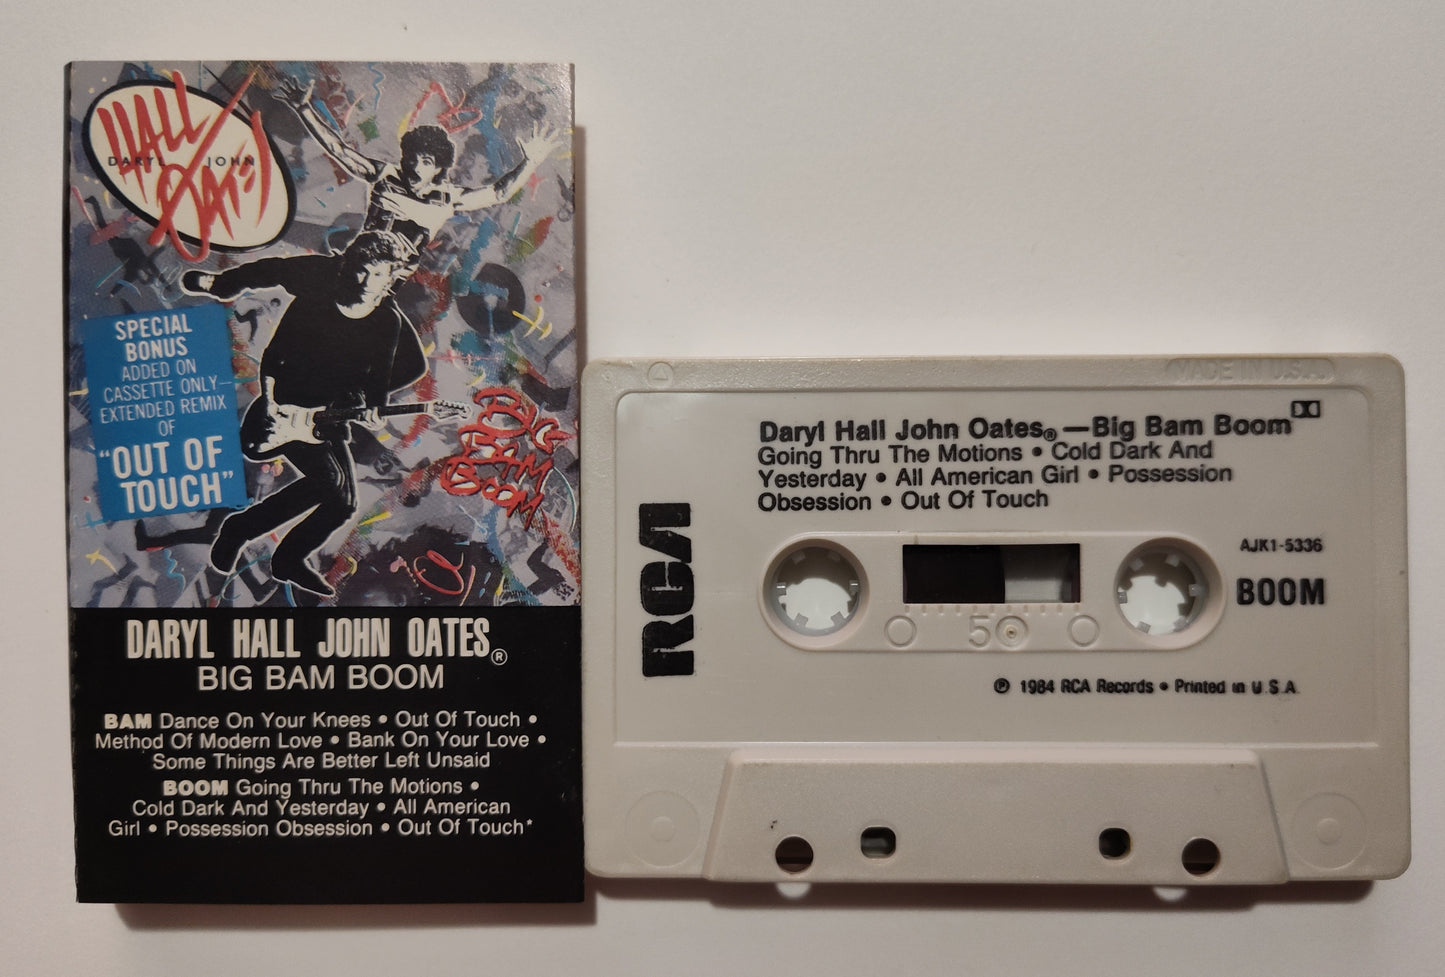 HALL
DARYL JOHN
OATES
SPECIAL
BONUS
ADDED ON
CASSETTE ONLY—
EXTENDED REMIX
OF
“OUT OF
TOUCH”
BIG
BAM
BOOM
DARYL HALL JOHN OATES®
BIG BAM BOOM
BAM Dance On Your Knees • Out Of Touch •
Method Of Modern Love • Bank On Your Love •
Some Things Are Better Left Unsaid
BOOM Going Thru The Motions •
Cold Dark And Yesterday • All American
Girl • Possession Obsession • Out Of Touch*
MADE IN U.S.A.
Daryl Hall John Oates®—Big Bam Boom
Going Thru The Motions • Cold Dark And
Yesterday • All American Girl • Possession
Obsession • Out Of Touch
RCA
AJK1-5336
BOOM
50
℗ 1984 RCA Records • Printed in U.S.A.